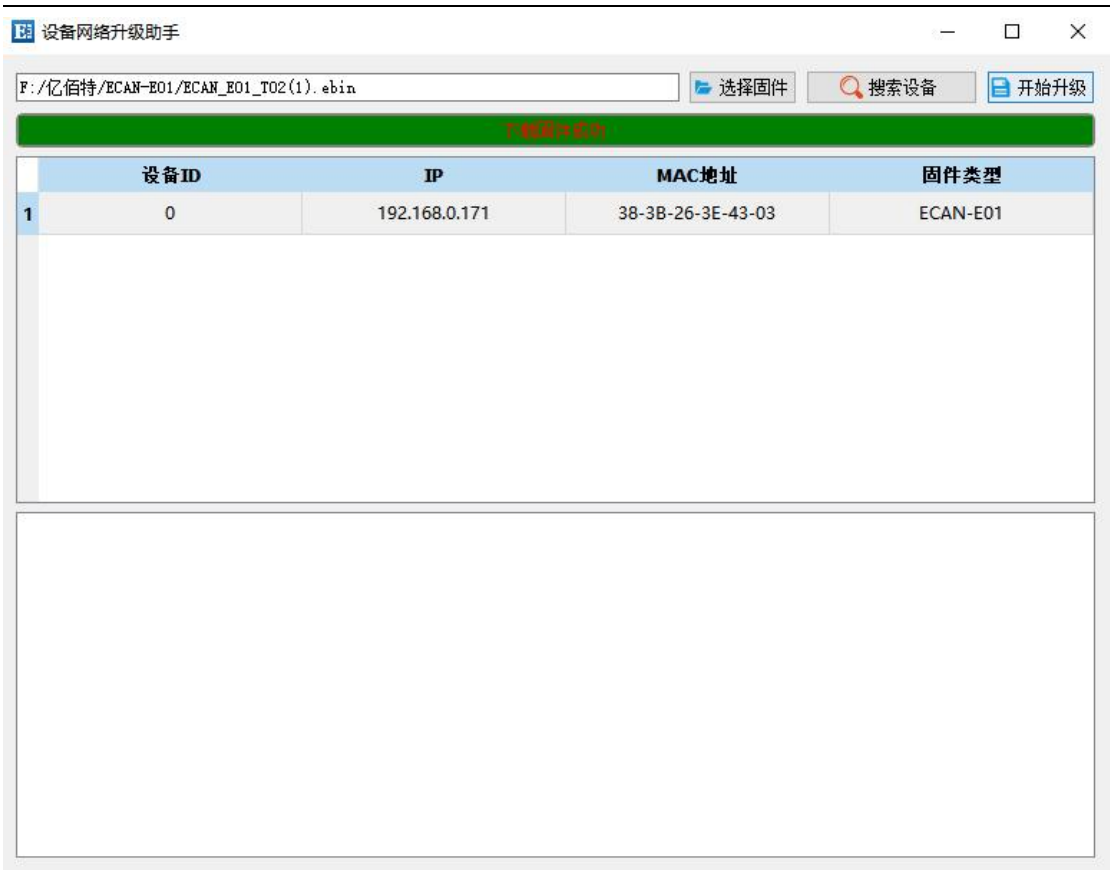 设备网络升级助手
F:/亿佰特/ECAN-E01/ECAN_E01_T02(1).ebin 选择固件 搜索设备 开始升级
下载固件成功
设备ID IP MAC地址 固件类型
1 0 192.168.0.171 38-3B-26-3E-43-03 ECAN-E01